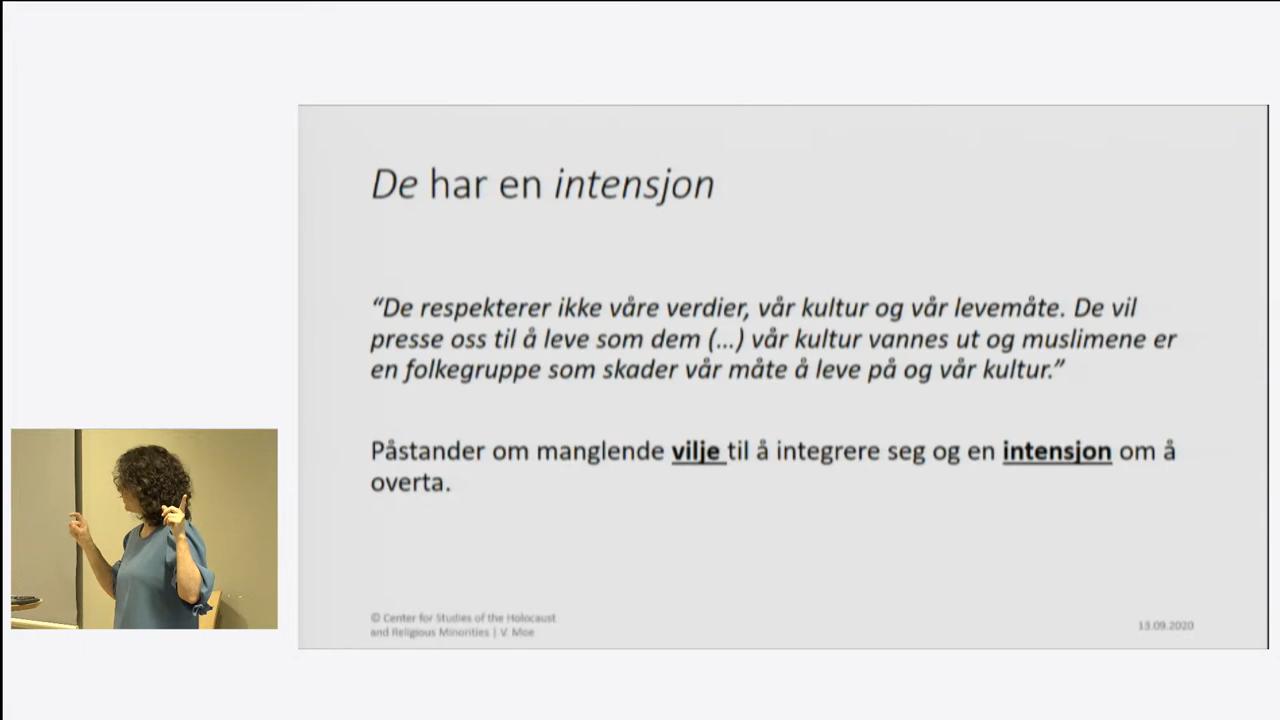 De har en intensjon
“De respekterer ikke våre verdier, vår kultur og vår levemåte. De vil
presse oss til å leve som dem (...) vår kultur vannes ut og muslimene er
en folkegruppe som skader vår måte å leve på og vår kultur.”
Påstander om manglende vilje til å integrere seg og en intensjon om å
overta.
© Center for Studies of the Holocaust
and Religious Minorities | V. Moe
13.09.2020